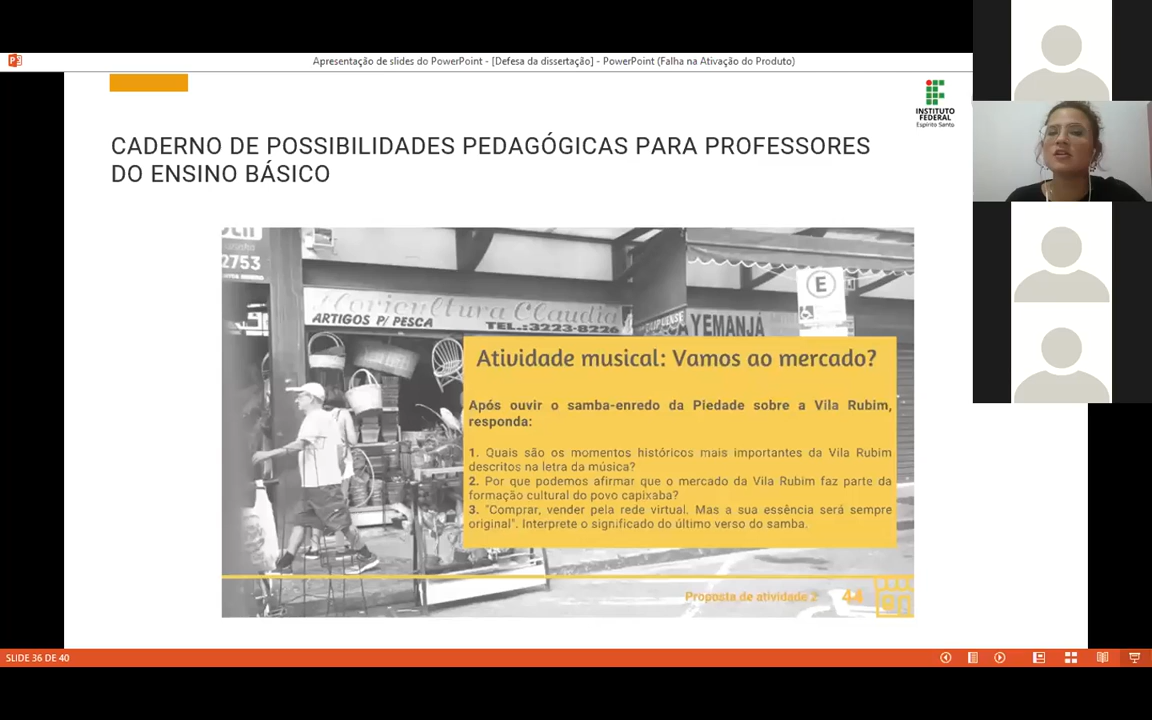 Apresentação de slides do PowerPoint - [Defesa da dissertação] - PowerPoint (Falha na Ativação do Produto)
INSTITUTO
FEDERAL
Espírito Santo
CADERNO DE POSSIBILIDADES PEDAGÓGICAS PARA PROFESSORES
DO ENSINO BÁSICO
2753
E
Floricultura Claudia
ARTIGOS P/ PESCA
TEL.:3223-8226
YEMANJÁ
Atividade musical: Vamos ao mercado?
Após ouvir o samba-enredo da Piedade sobre a Vila Rubim,
responda:
1. Quais são os momentos históricos mais importantes da Vila Rubim
descritos na letra da música?
2. Por que podemos afirmar que o mercado da Vila Rubim faz parte da
formação cultural do povo capixaba?
3. "Comprar, vender pela rede virtual. Mas a sua essência será sempre
original". Interprete o significado do último verso do samba.
Proposta de atividade 2 44
SLIDE 36 DE 40